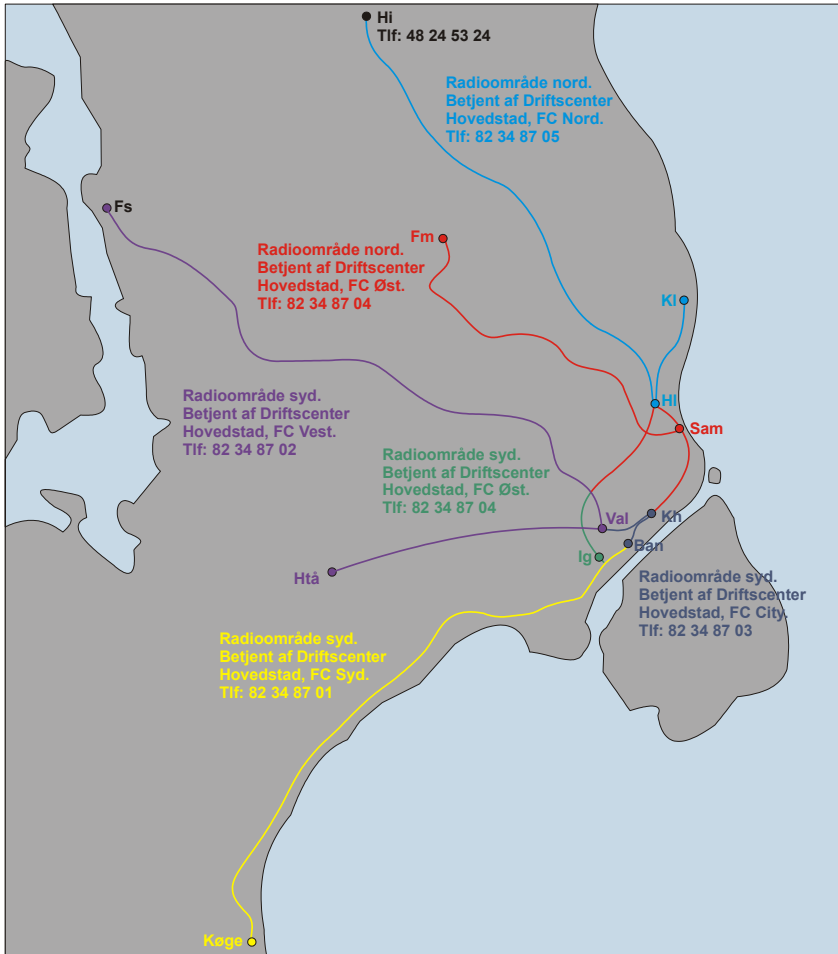 Hi
Tlf: 48 24 53 24
Radioområde nord.
Betjent af Driftscenter
Hovedstad, FC Nord.
Tlf: 82 34 87 05
Fs
Fm
Radioområde nord.
Betjent af Driftscenter
Hovedstad, FC Øst.
Tlf: 82 34 87 04
Kl
Radioområde syd.
Betjent af Driftscenter
Hovedstad, FC Vest.
Tlf: 82 34 87 02
Hl
Sam
Radioområde syd.
Betjent af Driftscenter
Hovedstad, FC Øst.
Tlf: 82 34 87 04
Val
Kh
Ban
Ig
Htå
Radioområde syd.
Betjent af Driftscenter
Hovedstad, FC City.
Tlf: 82 34 87 03
Radioområde syd.
Betjent af Driftscenter
Hovedstad, FC Syd.
Tlf: 82 34 87 01
Køge